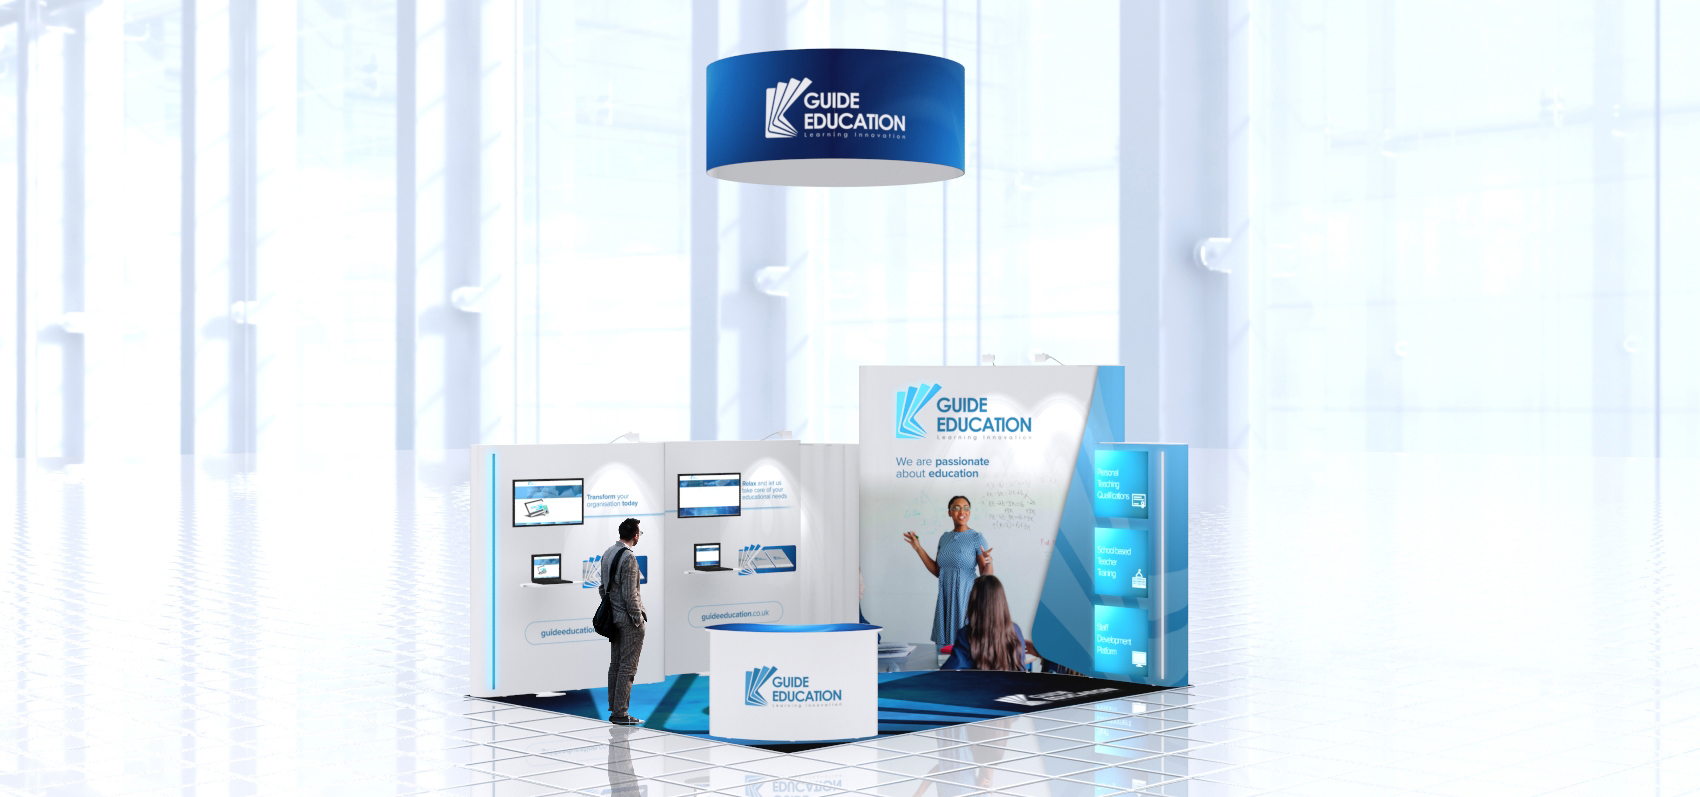 GUIDE
EDUCATION
Learning Innovation
GUIDE
EDUCATION
Learning Innovation
We are passionate
about education
Transform your
organisation today
Relax and let us
take care of your
educational needs
guideeducation
guideeducation.co.uk
Personal
Teaching
Qualifications
School based
Teacher
Training
Staff
Development
Platform
GUIDE
EDUCATION
Learning Innovation
GUIDE
EDUCATION